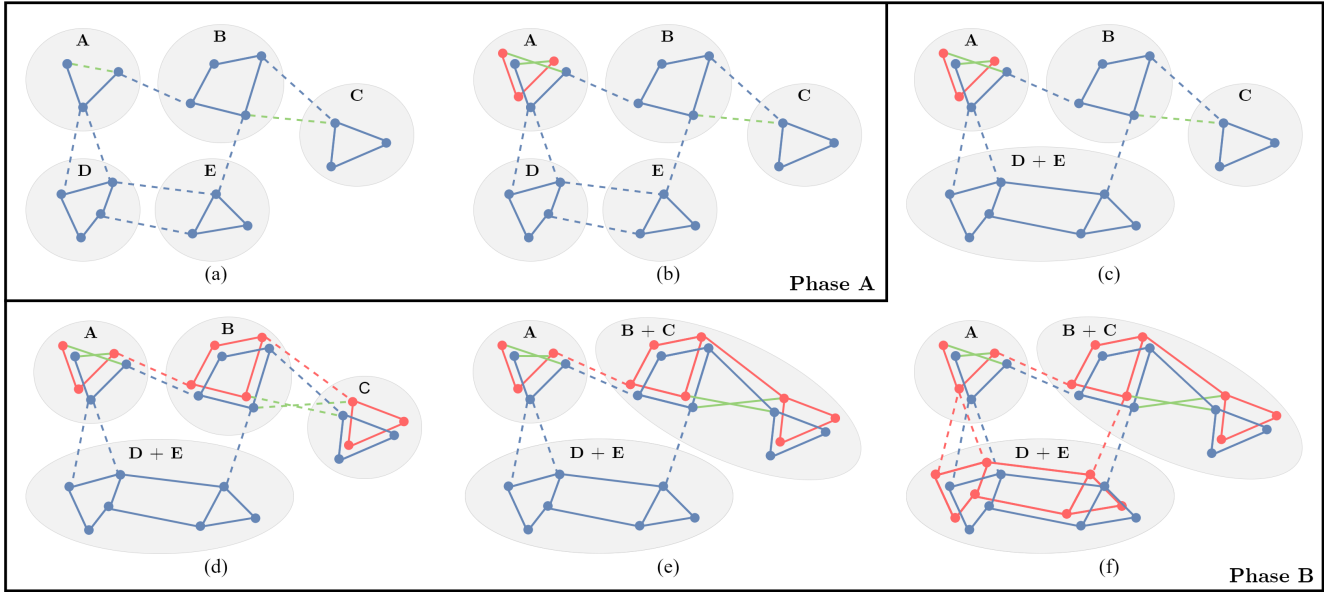 A
B
C
D
E
(a)
A
B
C
D
E
(b)
Phase A
A
B
C
D + E
(c)
A
B
C
D + E
(d)
A
B + C
D + E
(e)
A
B + C
D + E
(f)
Phase B